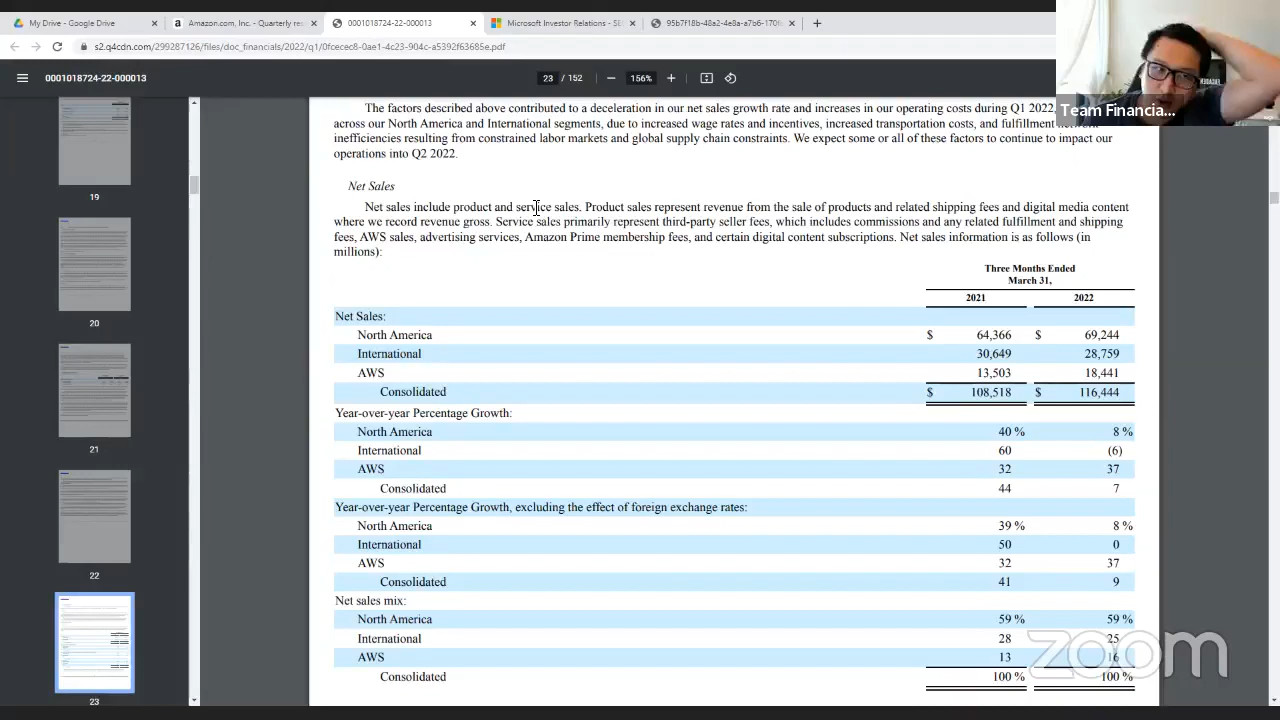 My Drive - Google Drive
Amazon.com, Inc. - Quarterly re
0001018724-22-000013
Microsoft Investor Relations - SE
95b7f18b-48a2-4e8a-a7b6-170f
s2.q4cdn.com/299287126/files/doc_financials/2022/q1/0fcecec8-0ae1-4c23-904c-a5392f63685e.pdf
0001018724-22-000013
23 / 152
156%
Team Financia...
The factors described above contributed to a deceleration in our net sales growth rate and increases in our operating costs during Q1 2022,
across our North America and International segments, due to increased wage rates and incentives, increased transportation costs, and fulfillment
inefficiencies resulting from constrained labor markets and global supply chain constraints. We expect some or all of these factors to continue to impact our
operations into Q2 2022.
Net Sales
Net sales include product and service sales. Product sales represent revenue from the sale of products and related shipping fees and digital media content
where we record revenue gross. Service sales primarily represent third-party seller fees, which includes commissions and any related fulfillment and shipping
fees, AWS sales, advertising services, Amazon Prime membership fees, and certain digital content subscriptions. Net sales information is as follows (in
millions):
Three Months Ended
March 31,
2021 2022
Net Sales:
North America $ 64,366 $ 69,244
International 30,649 28,759
AWS 13,503 18,441
Consolidated $ 108,518 $ 116,444
Year-over-year Percentage Growth:
North America 40 % 8 %
International 60 (6)
AWS 32 37
Consolidated 44 7
Year-over-year Percentage Growth, excluding the effect of foreign exchange rates:
North America 39 % 8 %
International 50 0
AWS 32 37
Consolidated 41 9
Net sales mix:
North America 59 % 59 %
International 28 25
AWS 13 16
Consolidated 100 % 100 %
19
20
21
22
23
zoom